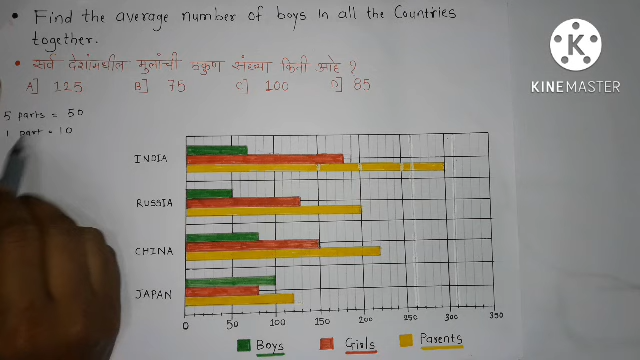 • Find the average number of boys in all the Countries
together.
• सर्व देशांमधील मुलांची एकुण संख्या किती आहे ?
A] 125 B] 75 C] 100 D] 85
5 parts = 50
1 part = 10
KINEMASTER
INDIA
RUSSIA
CHINA
JAPAN
0 50 100 150 200 250 300 350
Boys Girls Parents